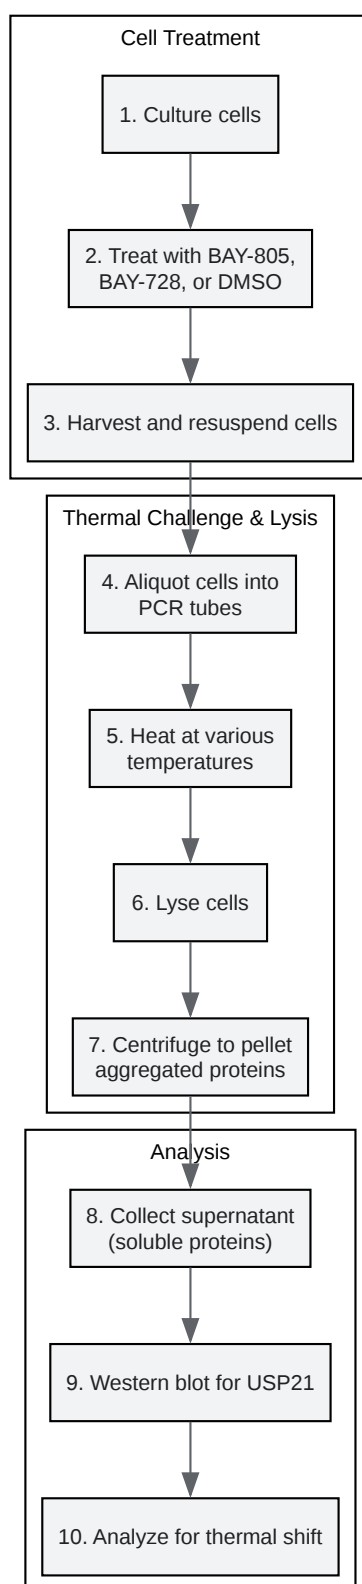 Cell Treatment
1. Culture cells
2. Treat with BAY-805,
BAY-728, or DMSO
3. Harvest and resuspend cells
Thermal Challenge & Lysis
4. Aliquot cells into
PCR tubes
5. Heat at various
temperatures
6. Lyse cells
7. Centrifuge to pellet
aggregated proteins
Analysis
8. Collect supernatant
(soluble proteins)
9. Western blot for USP21
10. Analyze for thermal shift